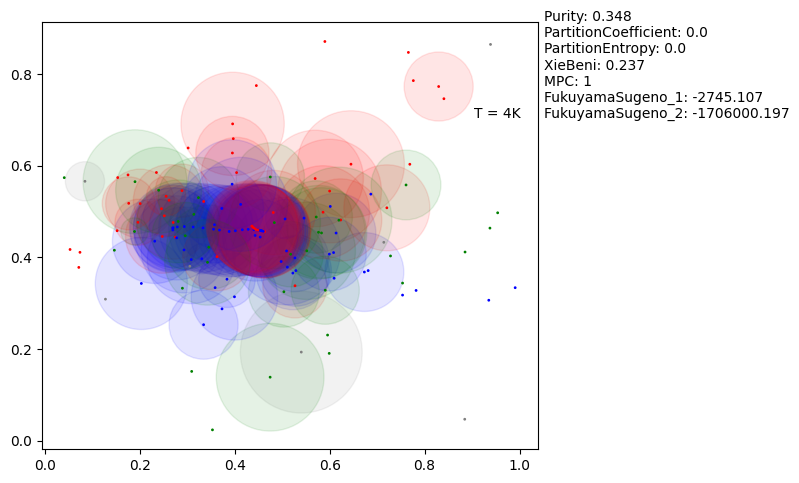 Purity: 0.348
PartitionCoefficient: 0.0
PartitionEntropy: 0.0
XieBeni: 0.237
MPC: 1
FukuyamaSugeno_1: -2745.107
FukuyamaSugeno_2: -1706000.197
T = 4K
0.8
0.6
0.4
0.2
0.0
0.0 0.2 0.4 0.6 0.8 1.0